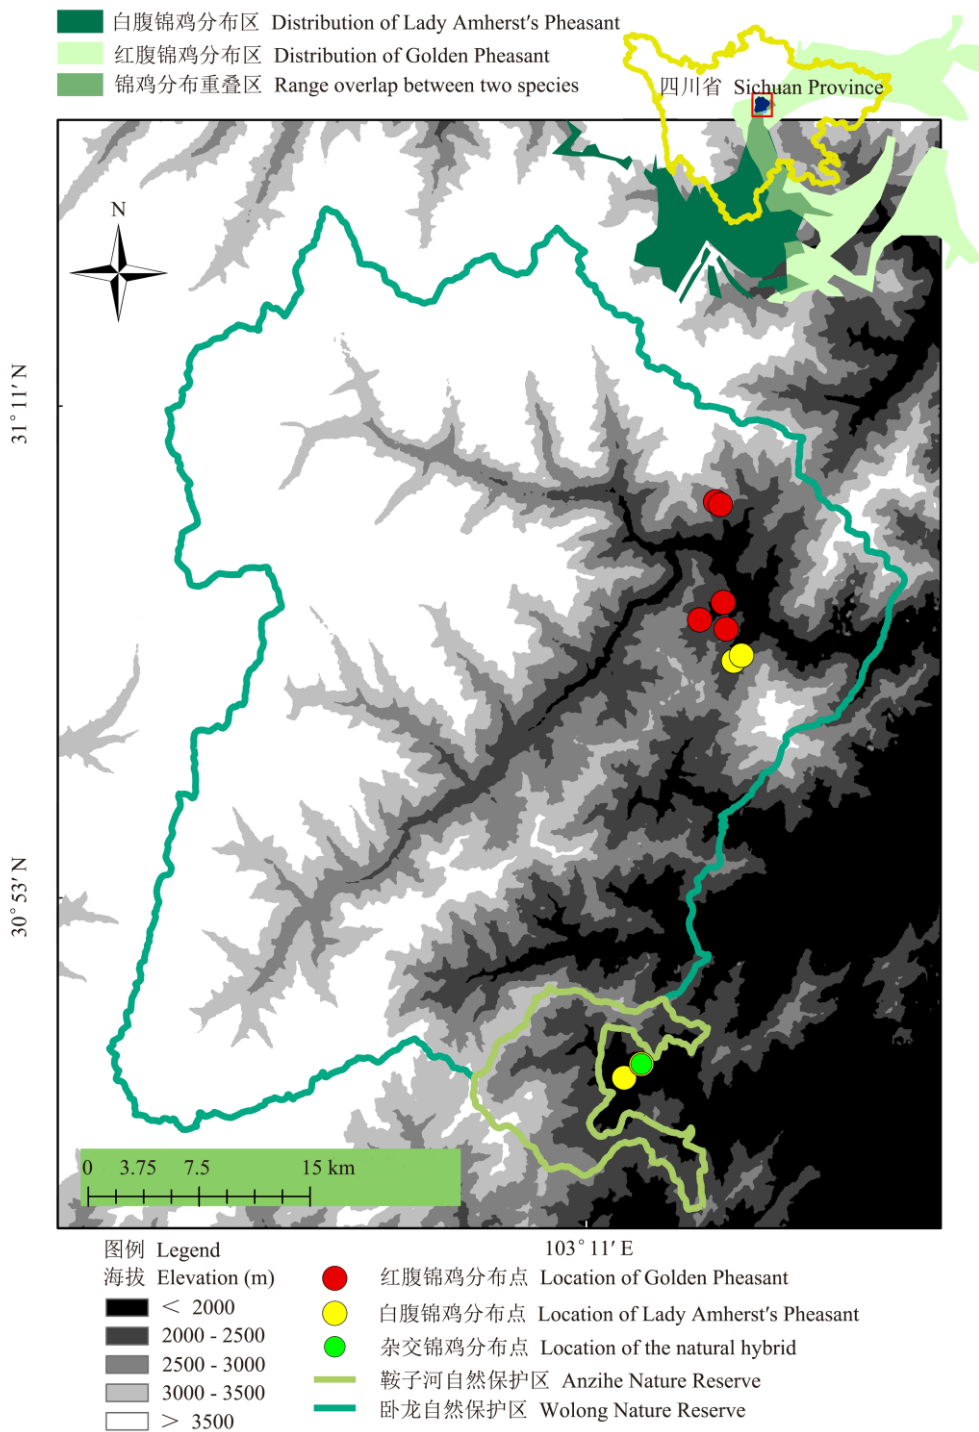 白腹锦鸡分布区 Distribution of Lady Amherst's Pheasant
红腹锦鸡分布区 Distribution of Golden Pheasant
锦鸡分布重叠区 Range overlap between two species
四川省 Sichuan Province
N
31° 11′ N
30° 53′ N
0 3.75 7.5 15 km
103° 11′ E
图例 Legend
海拔 Elevation (m)
< 2000
2000 - 2500
2500 - 3000
3000 - 3500
> 3500
红腹锦鸡分布点 Location of Golden Pheasant
白腹锦鸡分布点 Location of Lady Amherst's Pheasant
杂交锦鸡分布点 Location of the natural hybrid
鞍子河自然保护区 Anzihe Nature Reserve
卧龙自然保护区 Wolong Nature Reserve